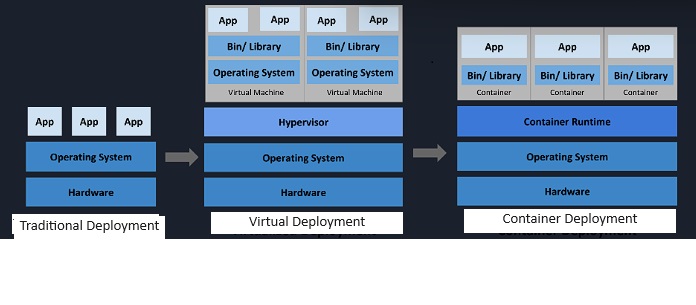 App App App
Operating System
Hardware
Traditional Deployment
App App App App
Bin/ Library Bin/ Library
Operating System Operating System
Virtual Machine Virtual Machine
Hypervisor
Operating System
Hardware
Virtual Deployment
App App App
Bin/ Library Bin/ Library Bin/ Library
Container Container Container
Container Runtime
Operating System
Hardware
Container Deployment